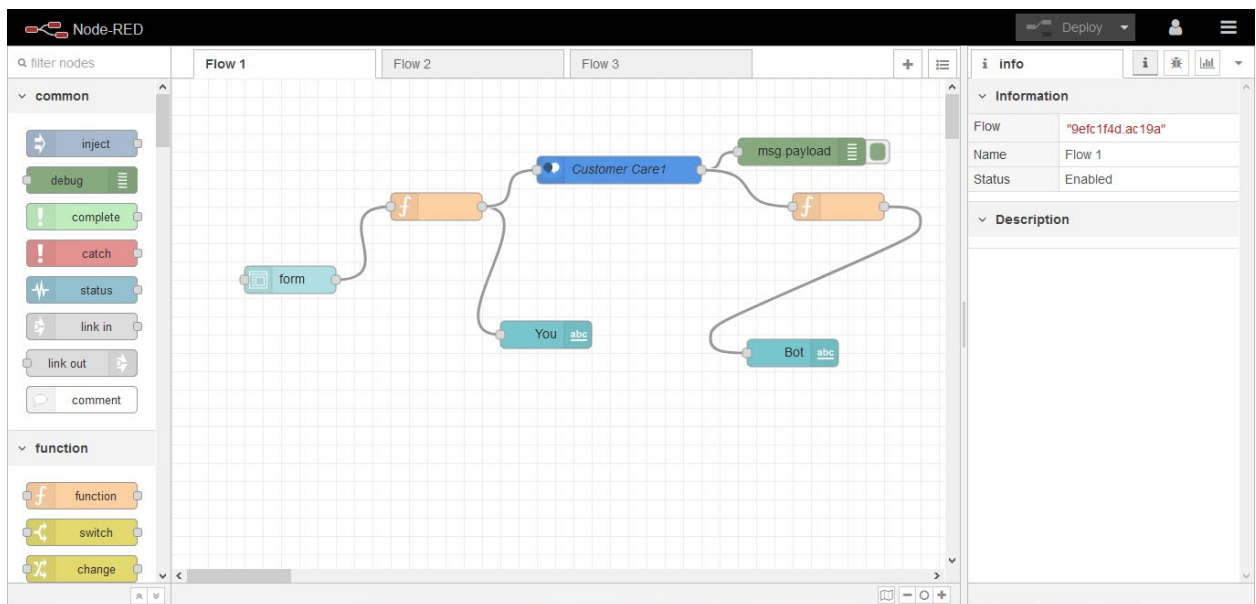 Node-RED
Deploy
filter nodes
Flow 1
Flow 2
Flow 3
i info
i
common
inject
debug
complete
catch
status
link in
link out
comment
function
f function
switch
change
form
f
You abc
Customer Care1
msg.payload
f
Bot abc
Information
Flow "9efc1f4d.ac19a"
Name Flow 1
Status Enabled
Description